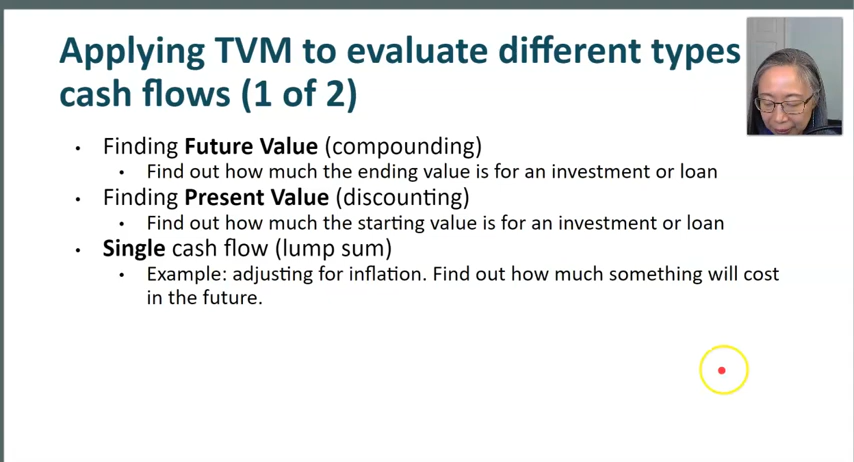 Applying TVM to evaluate different types
cash flows (1 of 2)
• Finding Future Value (compounding)
• Find out how much the ending value is for an investment or loan
• Finding Present Value (discounting)
• Find out how much the starting value is for an investment or loan
• Single cash flow (lump sum)
• Example: adjusting for inflation. Find out how much something will cost
in the future.